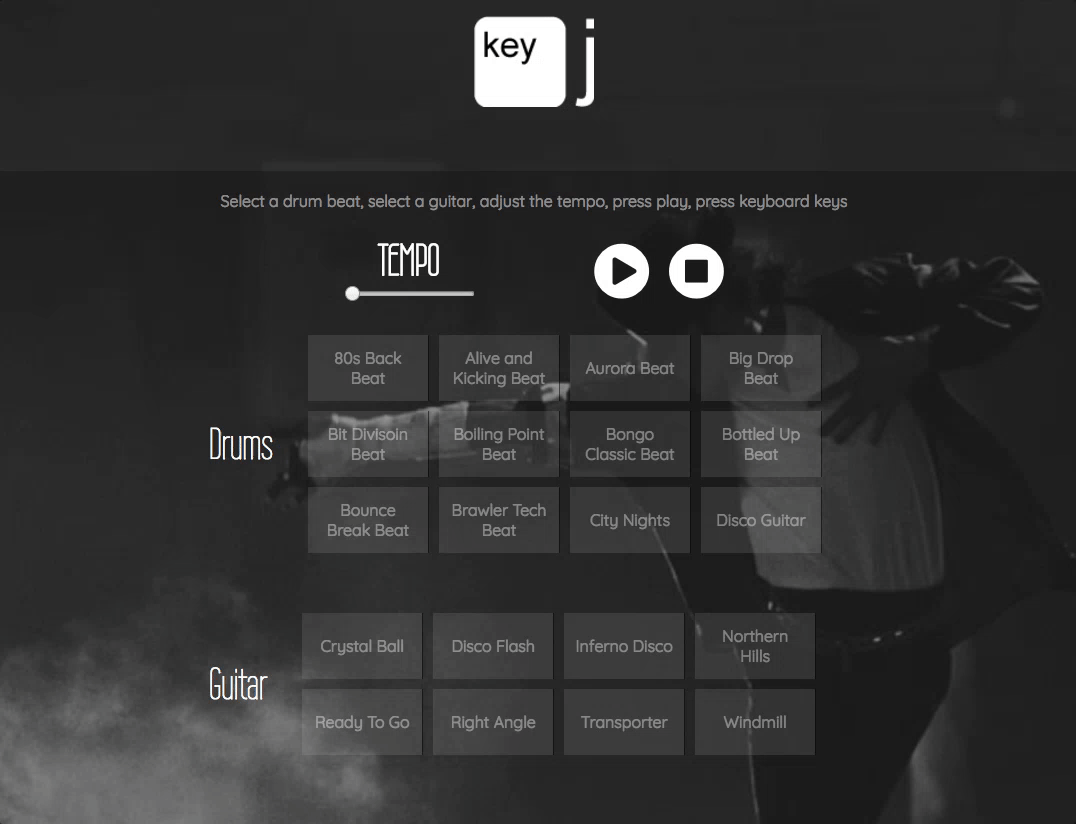 key j
Select a drum beat, select a guitar, adjust the tempo, press play, press keyboard keys
TEMPO
Drums
80s Back
Beat
Alive and
Kicking Beat
Aurora Beat
Big Drop
Beat
Bit Divisoin
Beat
Boiling Point
Beat
Bongo
Classic Beat
Bottled Up
Beat
Bounce
Break Beat
Brawler Tech
Beat
City Nights
Disco Guitar
Guitar
Crystal Ball
Disco Flash
Inferno Disco
Northern
Hills
Ready To Go
Right Angle
Transporter
Windmill